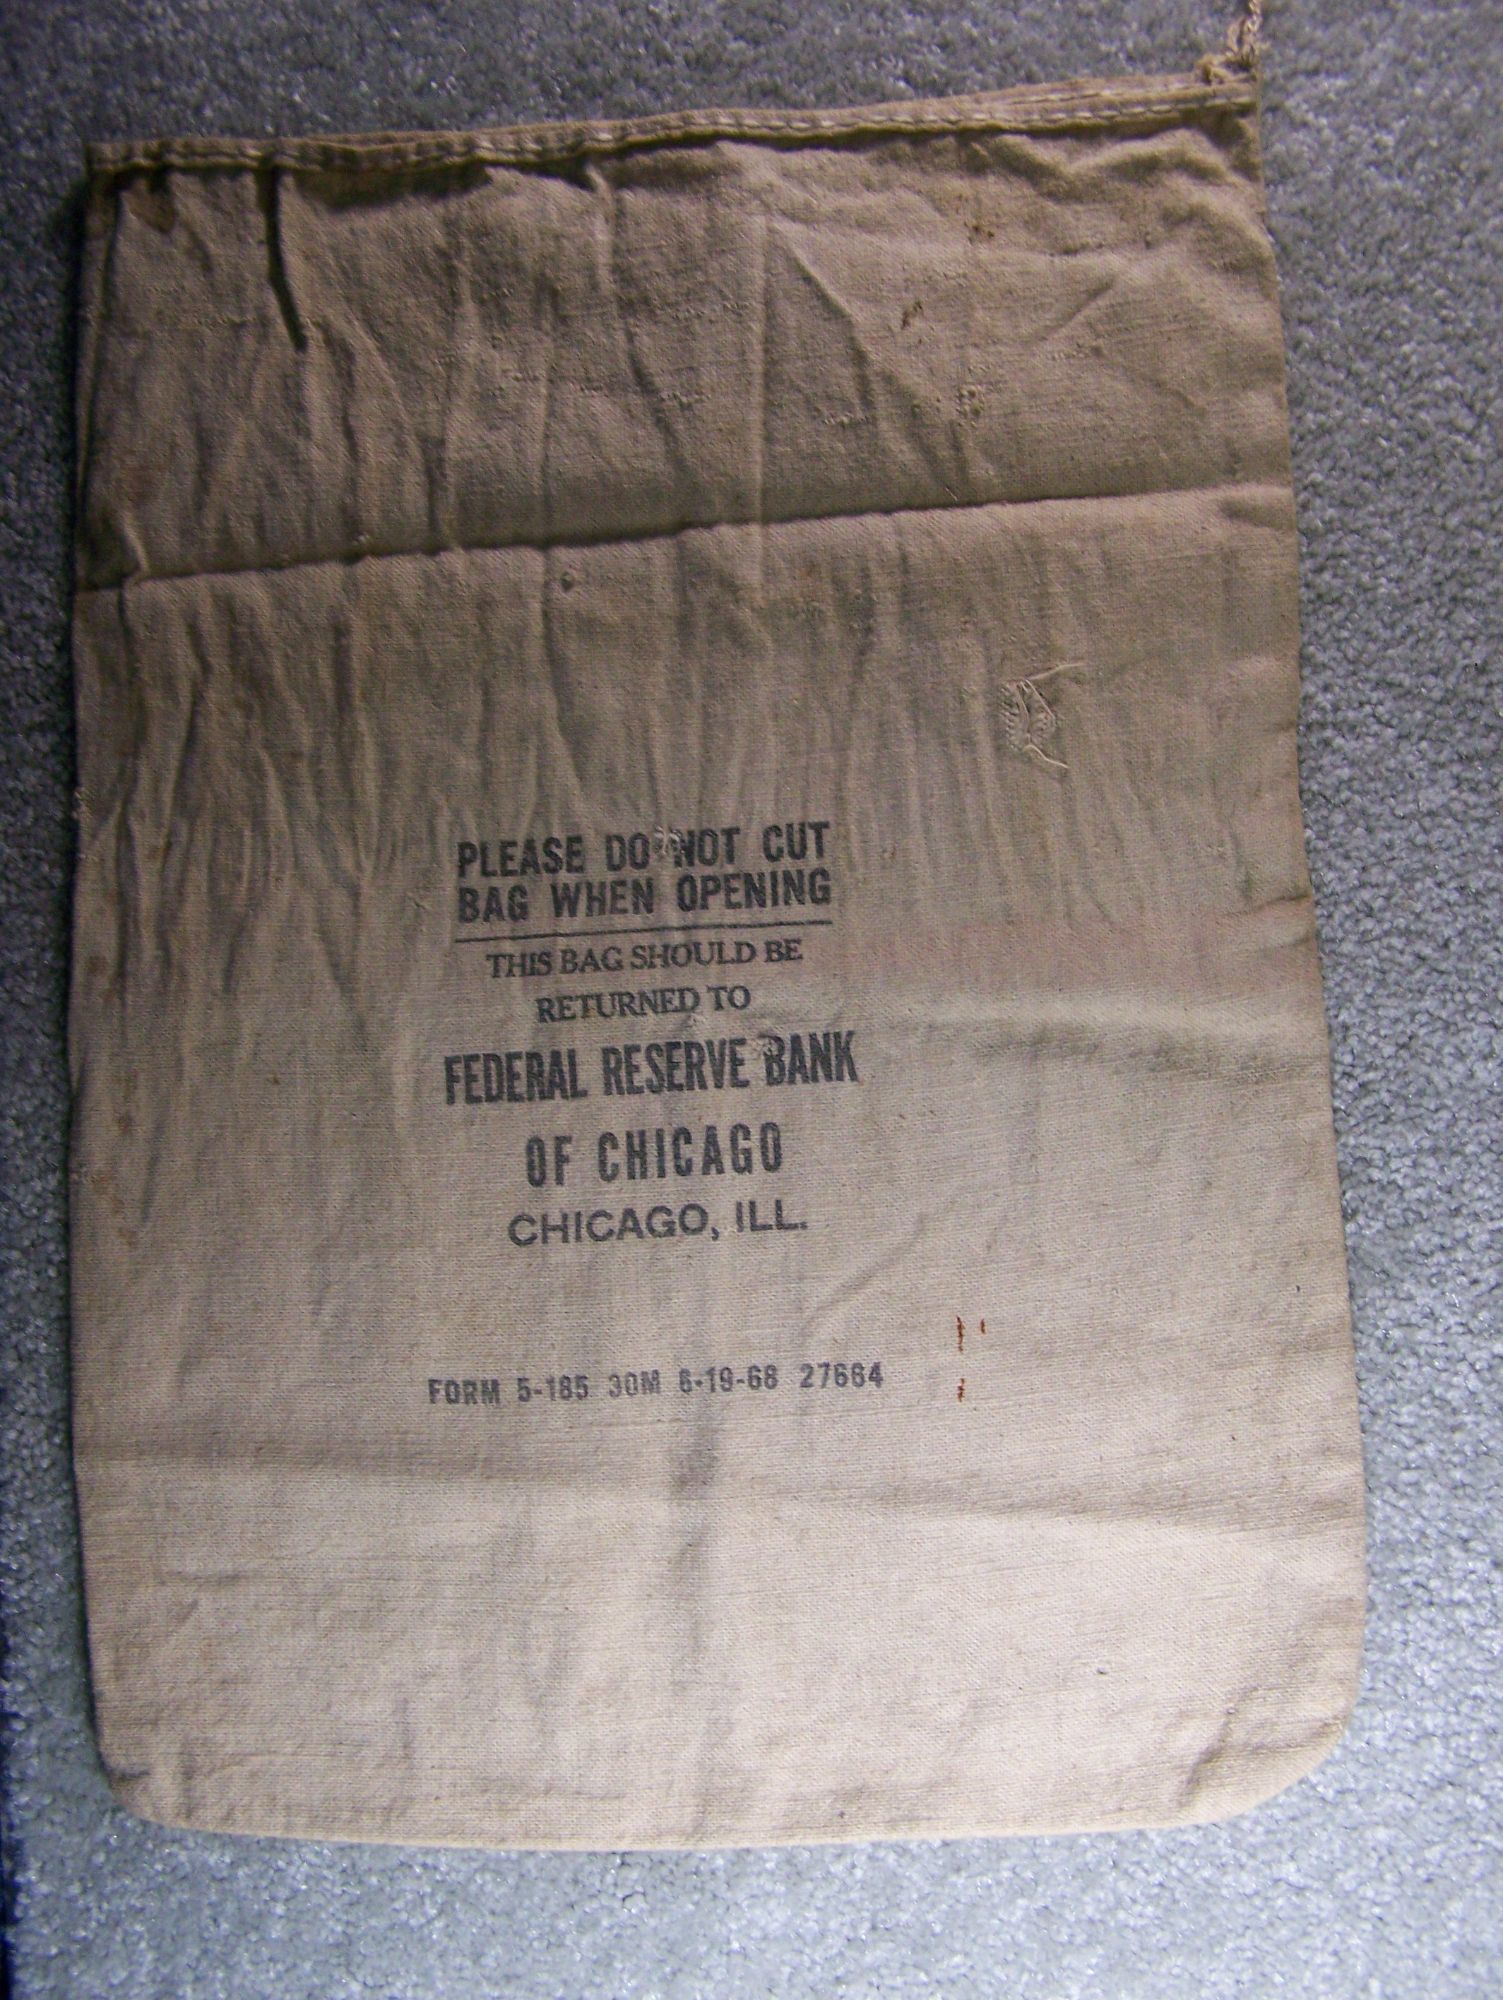 PLEASE DO NOT CUT
BAG WHEN OPENING
THIS BAG SHOULD BE
RETURNED TO
FEDERAL RESERVE BANK
OF CHICAGO
CHICAGO, ILL.
FORM 5-185 30M 6-19-68 27664